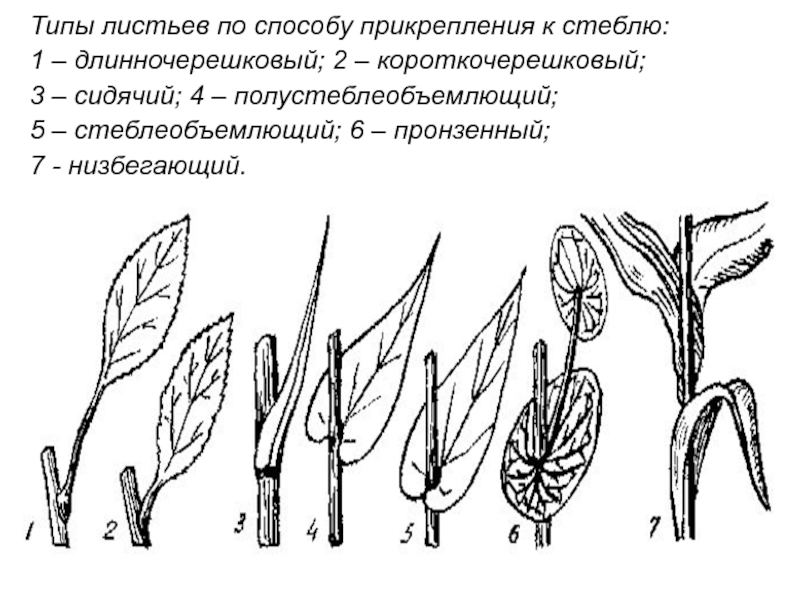 Типы листьев по способу прикрепления к стеблю:
1 – длинночерешковый; 2 – короткочерешковый;
3 – сидячий; 4 – полустеблеобъемлющий;
5 – стеблеобъемлющий; 6 – пронзенный;
7 - низбегающий.
1 2 3 4 5 6 7